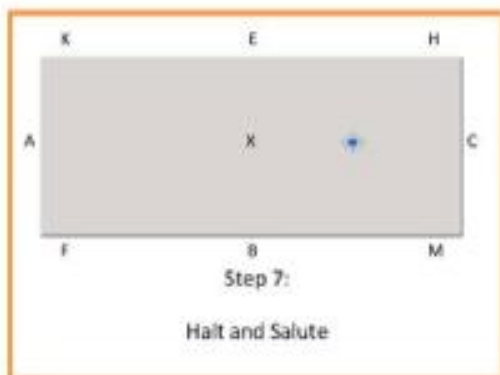 K E H
A X C
F B M
Step 7:
Halt and Salute